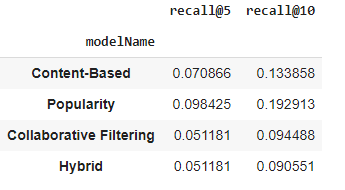 recall@5 recall@10
modelName
Content-Based 0.070866 0.133858
Popularity 0.098425 0.192913
Collaborative Filtering 0.051181 0.094488
Hybrid 0.051181 0.090551